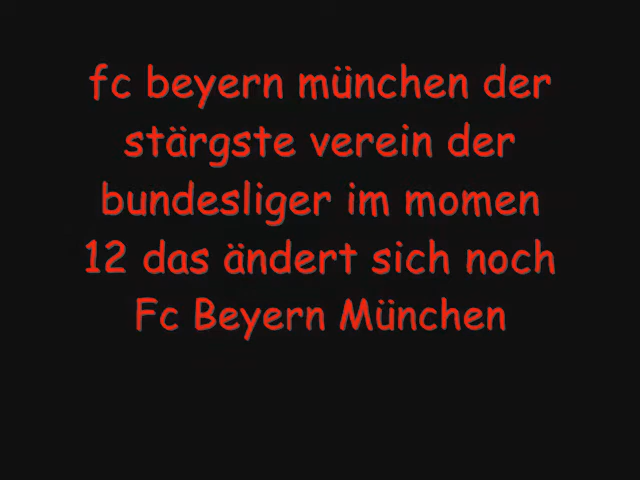 fc beyern münchen der
stärgste verein der
bundesliger im momen
12 das ändert sich noch
Fc Beyern München